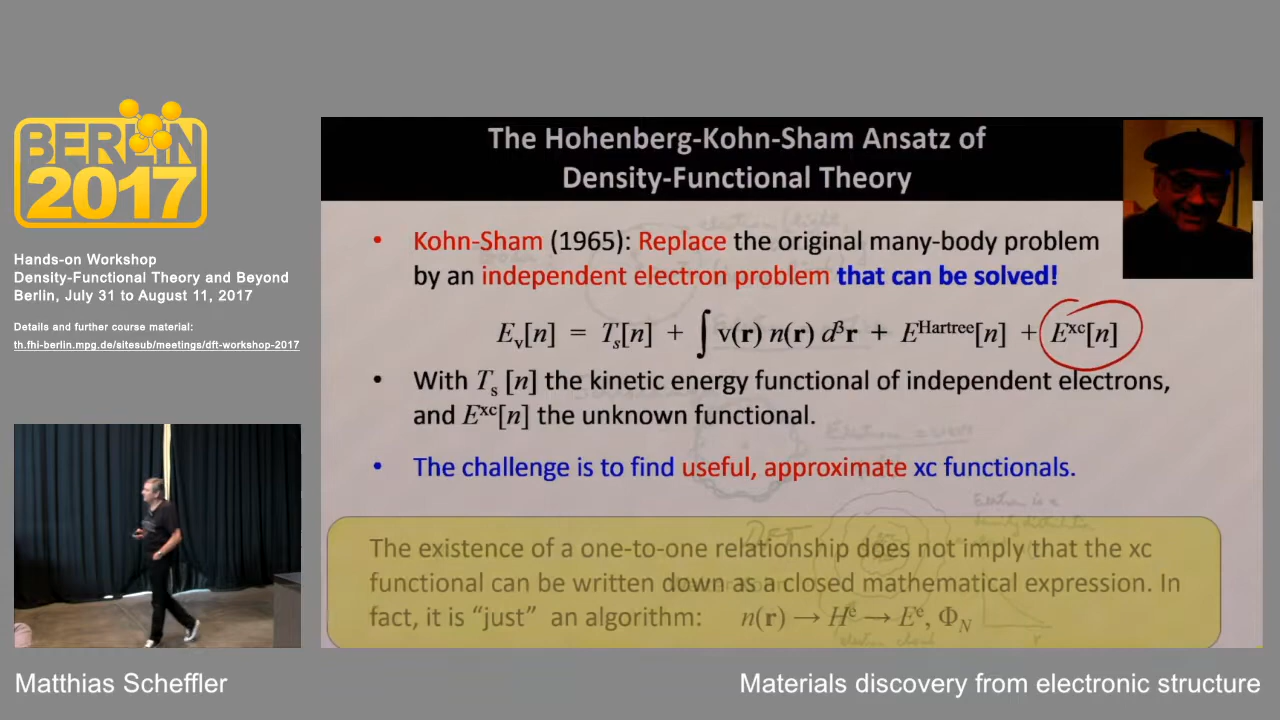 BERLIN
2017
Hands-on Workshop
Density-Functional Theory and Beyond
Berlin, July 31 to August 11, 2017
Details and further course material:
th.fhi-berlin.mpg.de/sitesub/meetings/dft-workshop-2017
The Hohenberg-Kohn-Sham Ansatz of
Density-Functional Theory
• Kohn-Sham (1965): Replace the original many-body problem
by an independent electron problem that can be solved!
E_v[n] = T_s[n] + ∫ v(r) n(r) d³r + E^Hartree[n] + E^xc[n]
• With T_s [n] the kinetic energy functional of independent electrons,
and E^xc[n] the unknown functional.
• The challenge is to find useful, approximate xc functionals.
The existence of a one-to-one relationship does not imply that the xc
functional can be written down as a closed mathematical expression. In
fact, it is “just” an algorithm: n(r) → H^e → E^e, Φ_N
Matthias Scheffler
Materials discovery from electronic structure